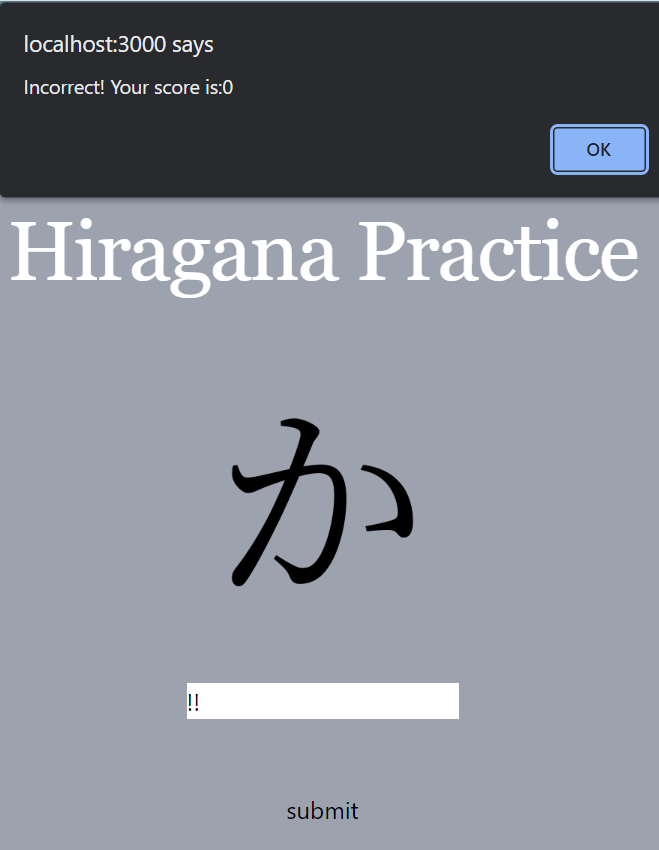 localhost:3000 says
Incorrect! Your score is:0
OK
Hiragana Practice
か
!!
submit